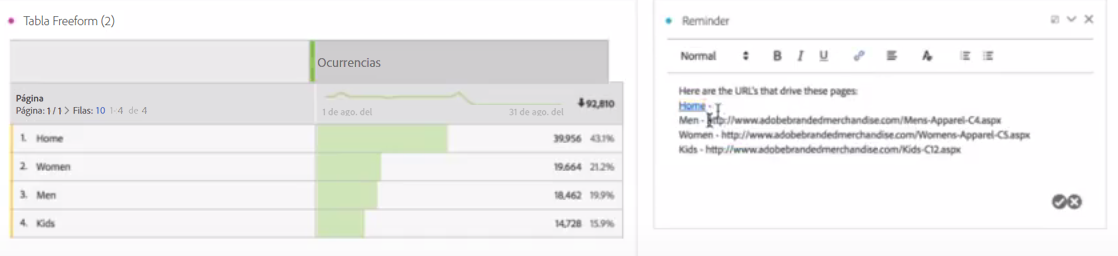 Tabla Freeform (2)
Ocurrencias
Página
Página: 1 / 1 > Filas: 10 1-4 de 4
1 de ago. del
31 de ago. del
92,810
1. Home 39,956 43.1%
2. Women 19,664 21.2%
3. Men 18,462 19.9%
4. Kids 14,728 15.9%
Reminder
Normal B I U
Here are the URL's that drive these pages:
Home -
Men - http://www.adobebrandedmerchandise.com/Mens-Apparel-C4.aspx
Women - http://www.adobebrandedmerchandise.com/Womens-Apparel-C5.aspx
Kids - http://www.adobebrandedmerchandise.com/Kids-C12.aspx